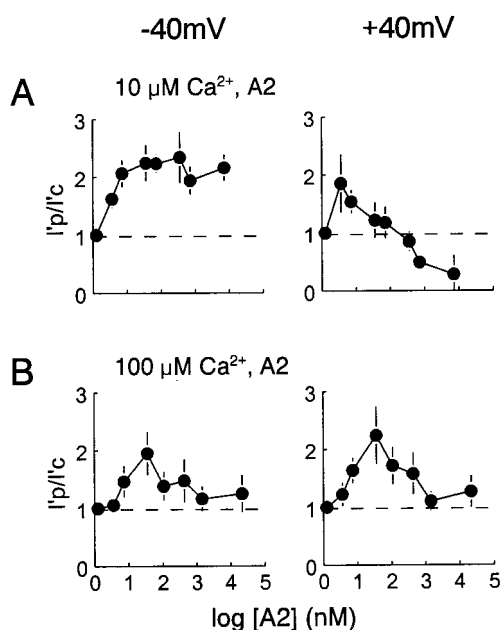 -40mV +40mV
A
10 µM Ca²⁺, A2
I'p/I'c
3
2
1
0
3
2
1
0
B
100 µM Ca²⁺, A2
I'p/I'c
3
2
1
0
3
2
1
0
0 1 2 3 4 5
0 1 2 3 4 5
log [A2] (nM)